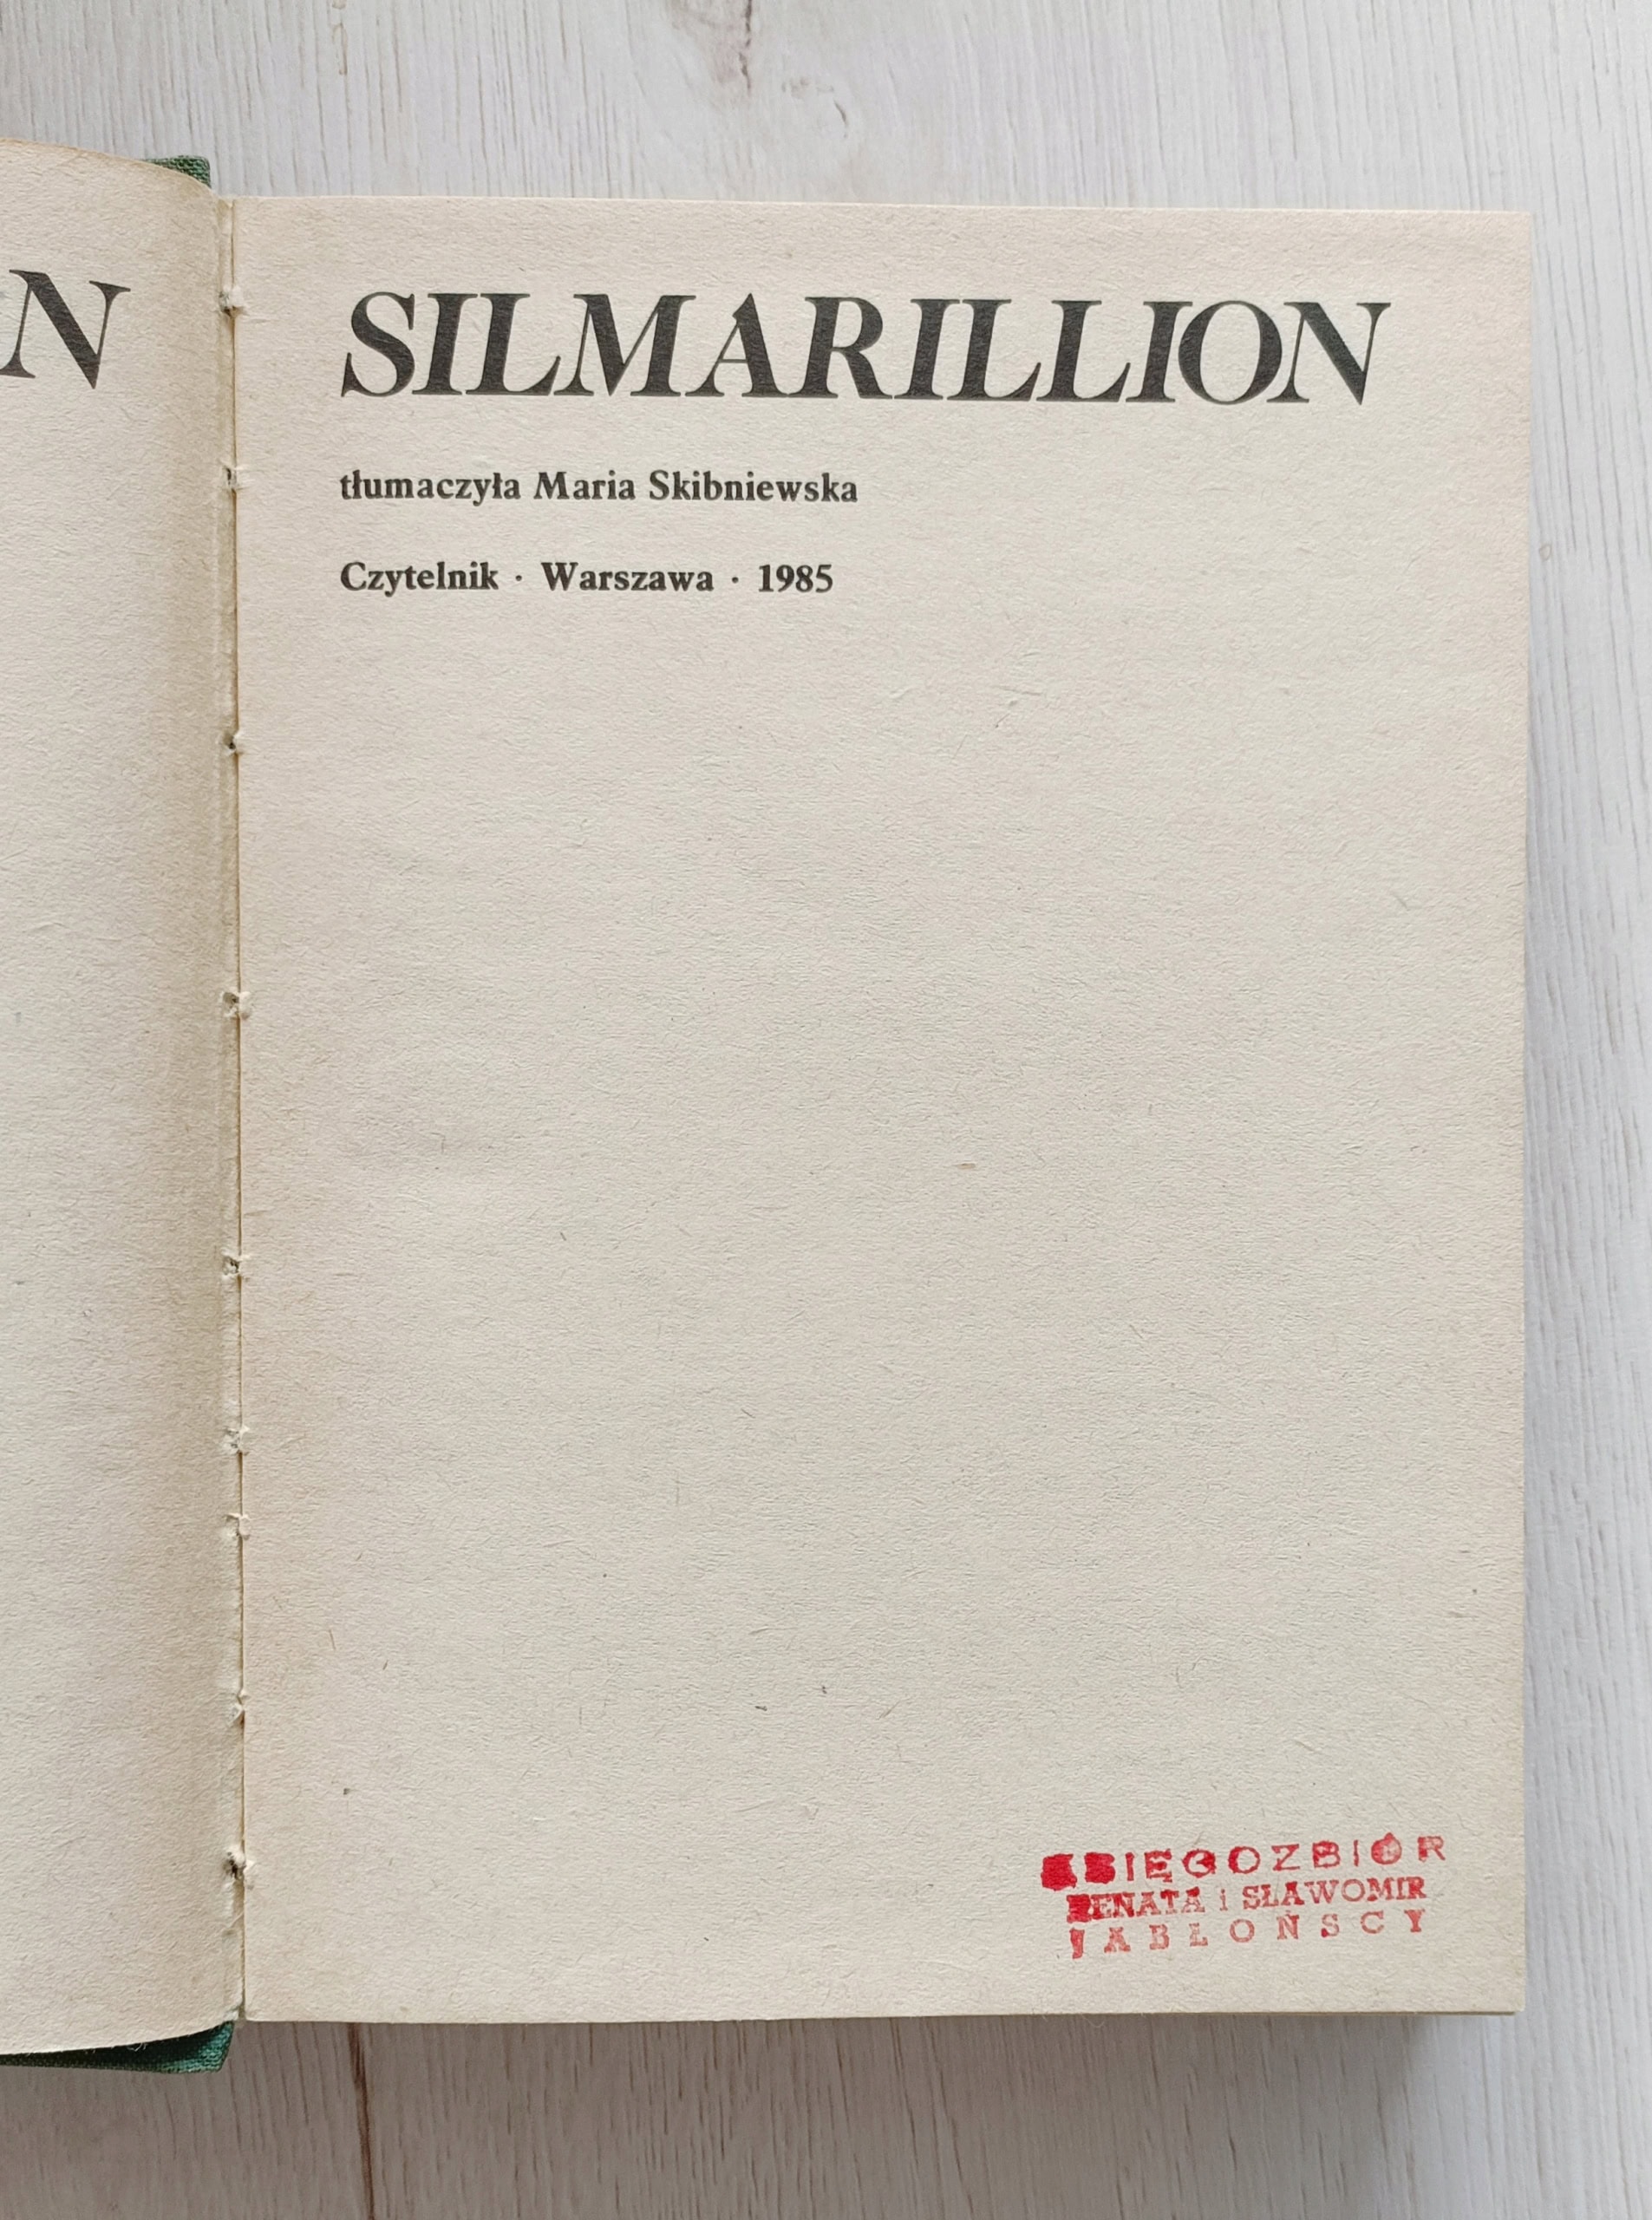 N
SILMARILLION
tłumaczyła Maria Skibniewska
Czytelnik · Warszawa · 1985
KSIĘGOZBIÓR
RENATA i SŁAWOMIR
JABŁOŃSCY